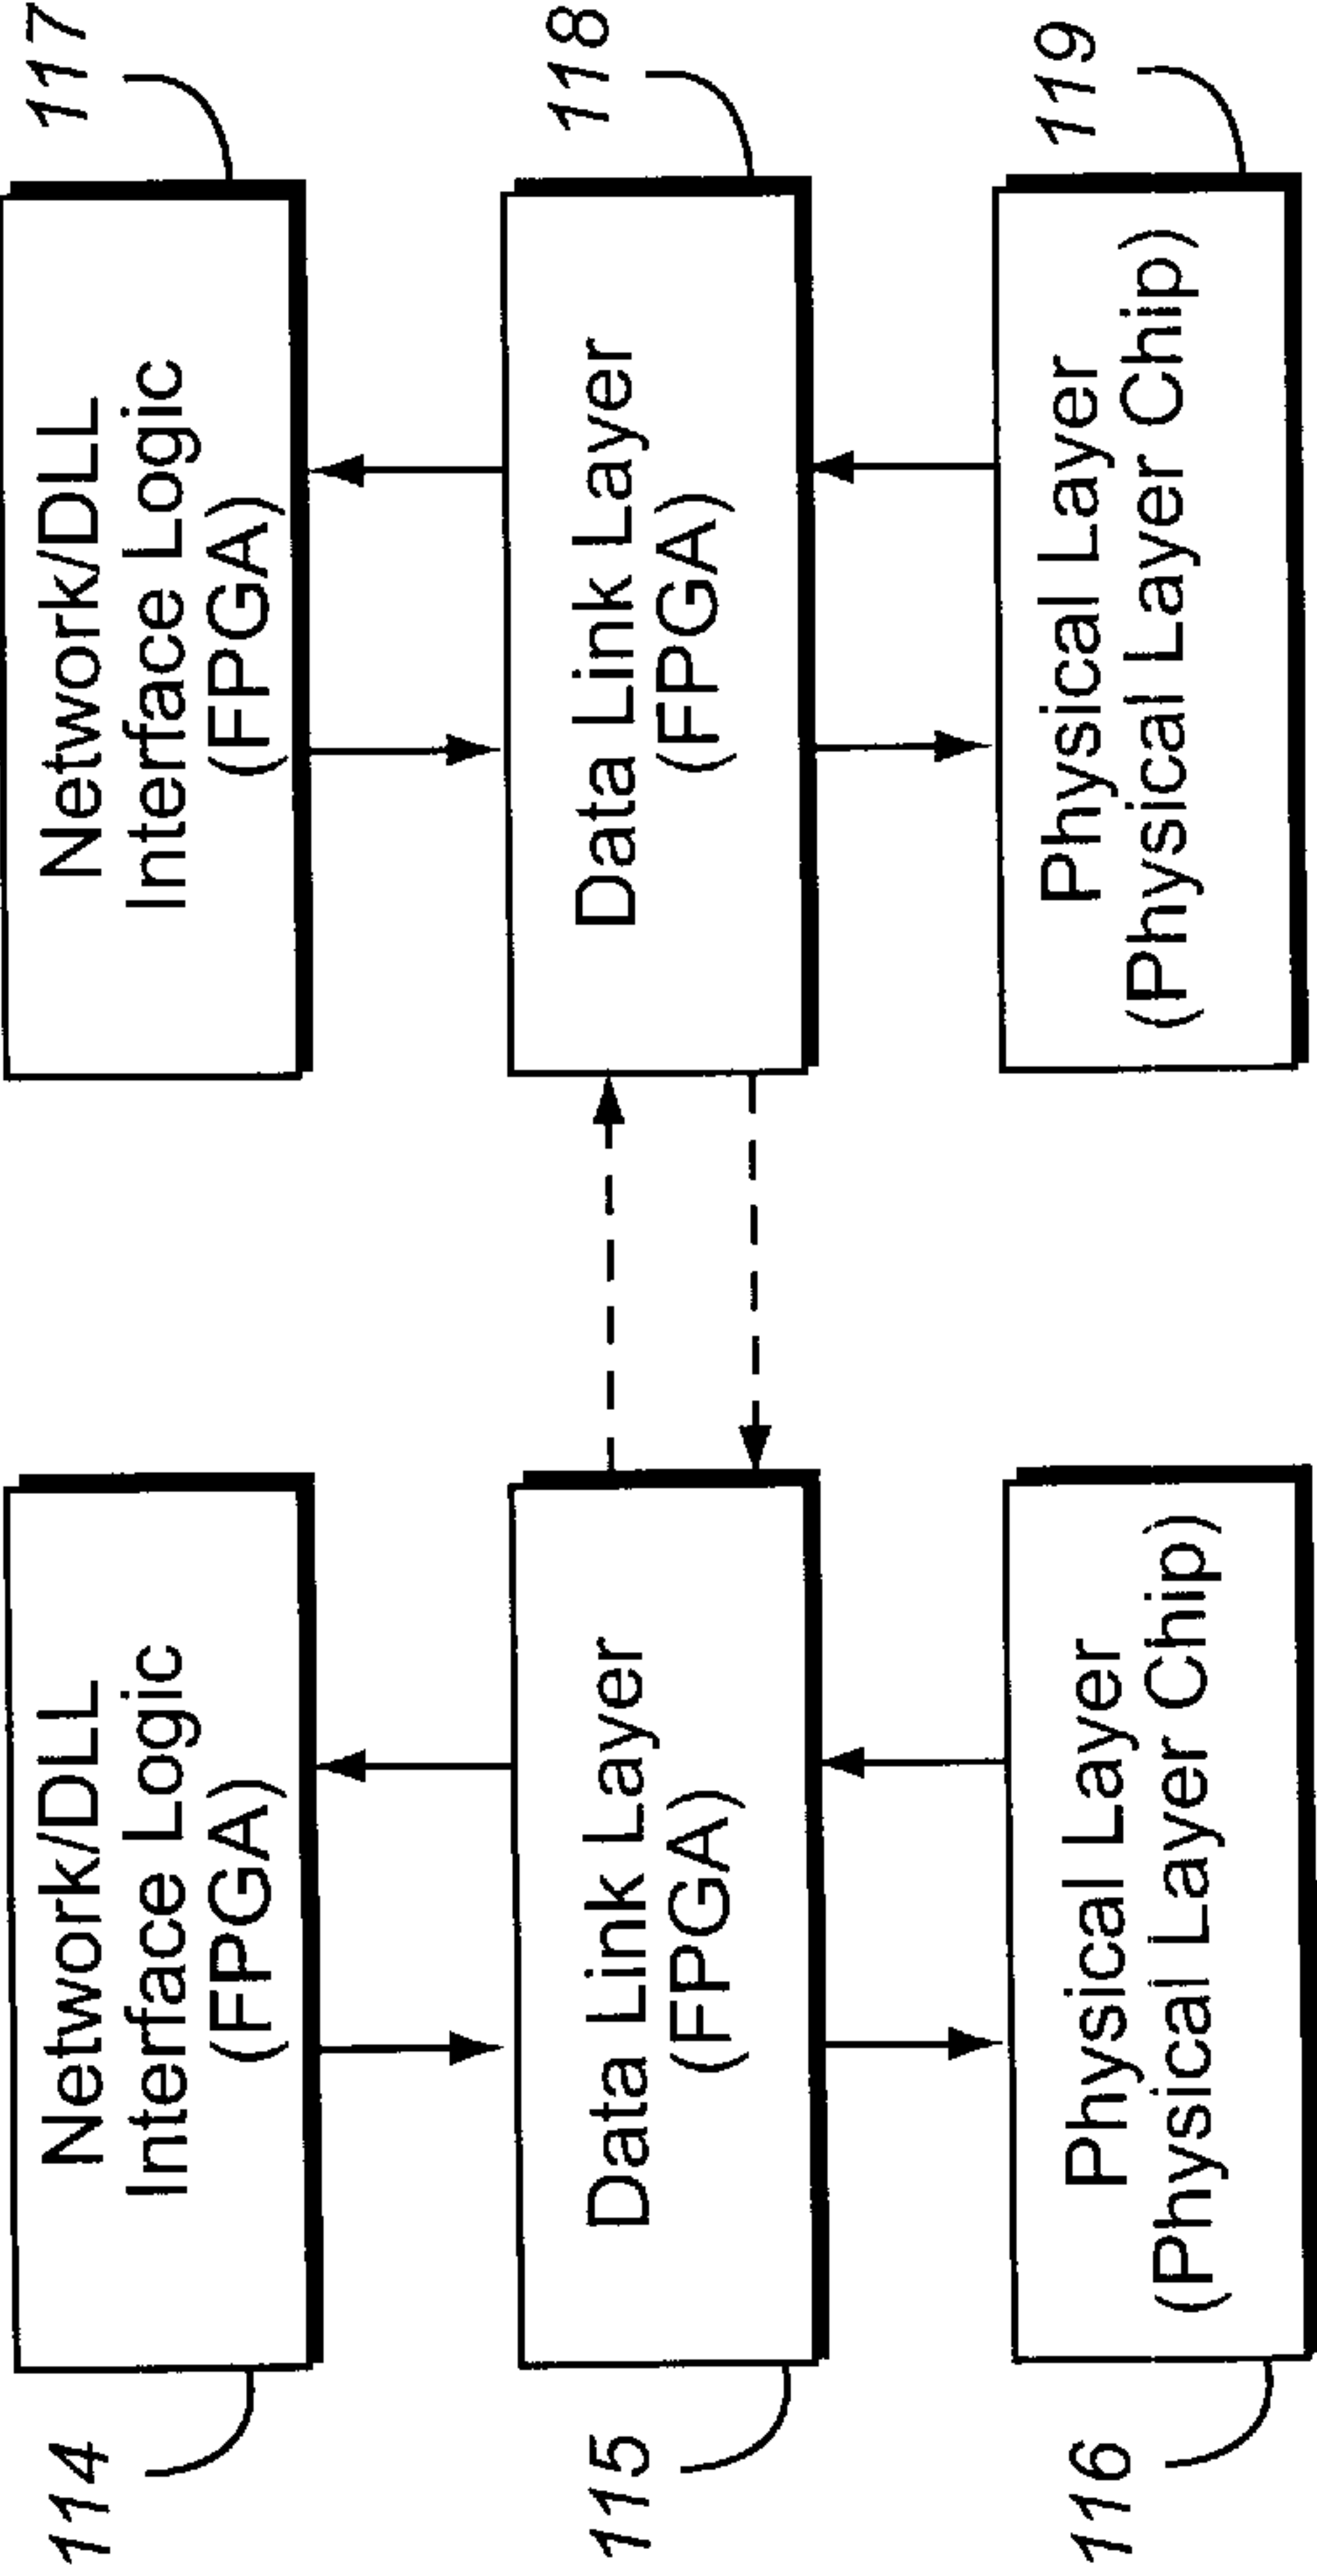 114
Network/DLL
Interface Logic
(FPGA)
Network/DLL
Interface Logic
(FPGA)
117
115
Data Link Layer
(FPGA)
Data Link Layer
(FPGA)
118
116
Physical Layer
(Physical Layer Chip)
Physical Layer
(Physical Layer Chip)
119